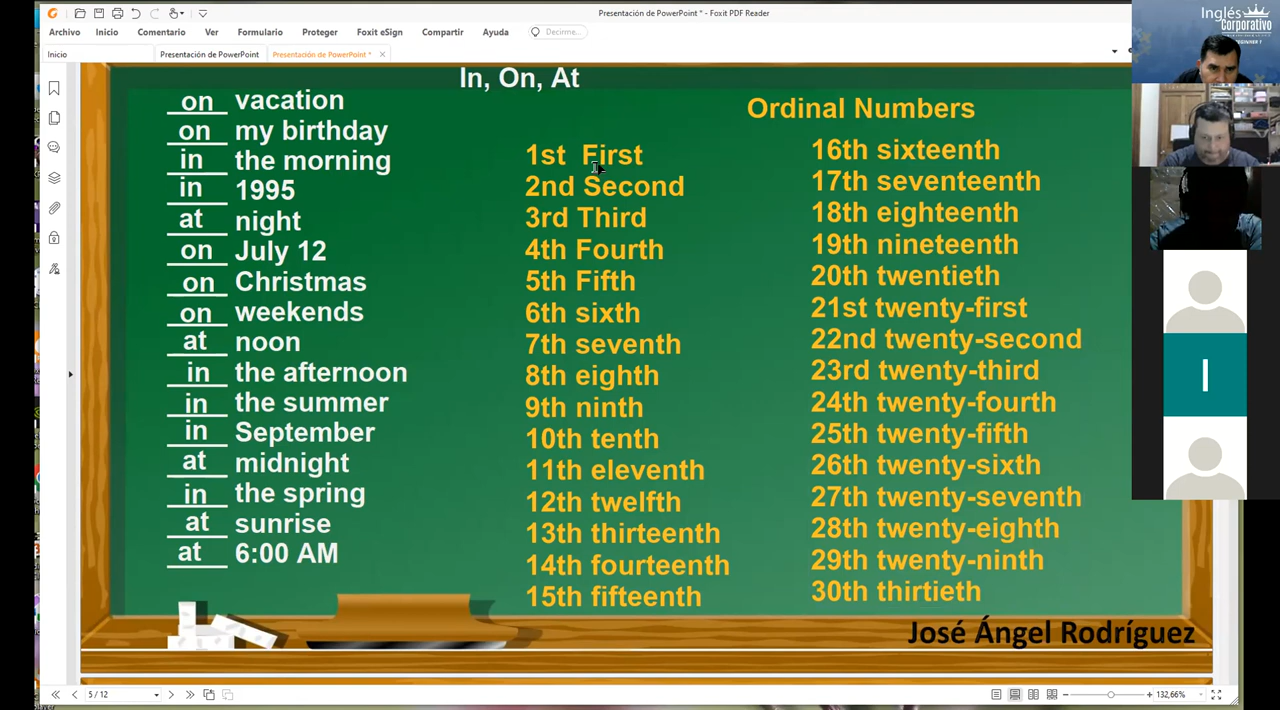 Presentación de PowerPoint * - Foxit PDF Reader
Archivo Inicio Comentario Ver Formulario Proteger Foxit eSign Compartir Ayuda Decirme...
Inicio Presentación de PowerPoint Presentación de PowerPoint *
Inglés
Corporativo
BEGINNER 1
In, On, At
on vacation
on my birthday
in the morning
in 1995
at night
on July 12
on Christmas
on weekends
at noon
in the afternoon
in the summer
in September
at midnight
in the spring
at sunrise
at 6:00 AM
Ordinal Numbers
1st First
2nd Second
3rd Third
4th Fourth
5th Fifth
6th sixth
7th seventh
8th eighth
9th ninth
10th tenth
11th eleventh
12th twelfth
13th thirteenth
14th fourteenth
15th fifteenth
16th sixteenth
17th seventeenth
18th eighteenth
19th nineteenth
20th twentieth
21st twenty-first
22nd twenty-second
23rd twenty-third
24th twenty-fourth
25th twenty-fifth
26th twenty-sixth
27th twenty-seventh
28th twenty-eighth
29th twenty-ninth
30th thirtieth
I
José Ángel Rodríguez
5 / 12
132,66%